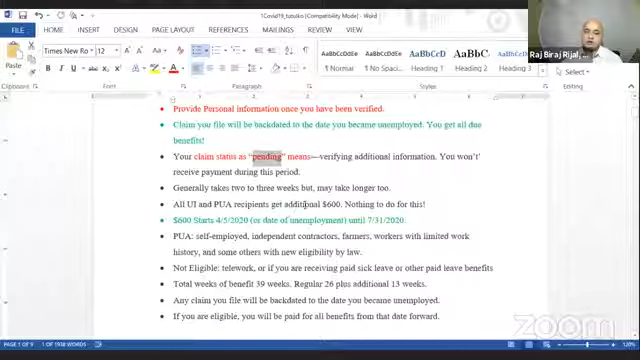 1Covid19_tutulko [Compatibility Mode] - Word
FILE HOME INSERT DESIGN PAGE LAYOUT REFERENCES MAILINGS REVIEW VIEW
Paste
Times New Ro 12
AaBbCcDdEe AaBbCcDdEe AaBbCcD AaBbC AaBbCcD
¶ Normal ¶ No Spaci... Heading 1 Heading 2 Heading 3
Select
Clipboard Font Paragraph Styles
Raj Biraj Rijal,
Provide Personal information once you have been verified.
Claim you file will be backdated to the date you became unemployed. You get all due
benefits!
Your claim status as "pending" means—verifying additional information. You won't
receive payment during this period.
Generally takes two to three weeks but, may take longer too.
All UI and PUA recipients get additional $600. Nothing to do for this!
$600 Starts 4/5/2020 (or date of unemployment) until 7/31/2020.
PUA: self-employed, independent contractors, farmers, workers with limited work
history, and some others with new eligibility by law.
Not Eligible: telework, or if you are receiving paid sick leave or other paid leave benefits
Total weeks of benefit 39 weeks. Regular 26 plus additional 13 weeks.
Any claim you file will be backdated to the date you became unemployed.
If you are eligible, you will be paid for all benefits from that date forward.
zoom
PAGE 1 OF 9 1 OF 1938 WORDS
120%